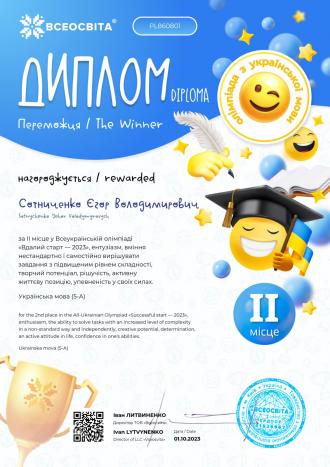 ВСЕОСВІТА®
PL860801
ДИПЛОМ
DIPLOMA
Переможця / The Winner
олімпіада з української мови
нагороджується / rewarded
Сотниченко Єгор Володимирович
за II місце у Всеукраїнській олімпіаді
«Вдалий старт — 2023», ентузіазм, вміння
нестандартно і самостійно вирішувати
завдання з підвищеним рівнем складності,
творчий потенціал, рішучість, активну
життєву позицію, упевненість у своїх силах.
Українська мова (5-А)
for the 2nd place in the All-Ukrainian Olympiad «Successful start — 2023»,
enthusiasm, the ability to solve tasks with an increased level of complexity
in a non-standard way and independently, creative potential, determination,
an active attitude in life, confidence in one's abilities.
Ukrainska mova (5-A)
II
місце
Іван ЛИТВИНЕНКО
Директор ТОВ «Всеосвіта»
Ivan LYTVYNENKO
Director of LLC «Vseosvita»
Дата / Date
01.10.2023
ВСЕОСВІТА